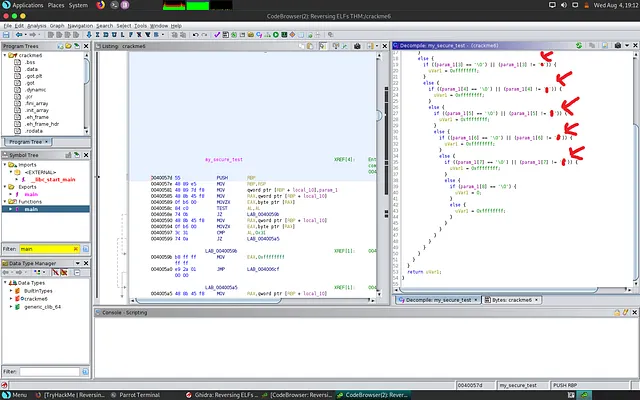 Applications Places System
Wed Aug 4, 19:12
CodeBrowser(2): Reversing ELFs THM:/crackme6
File Edit Analysis Graph Navigation Search Select Tools Window Help
Program Trees
crackme6
.bss
.data
.got.plt
.got
.dynamic
.jcr
.fini_array
.init_array
.eh_frame
.eh_frame_hdr
.rodata
Program Tree
Symbol Tree
Imports
<EXTERNAL>
__libc_start_main
Exports
main
Functions
main
Filter: main
Data Type Manager
Data Types
BuiltInTypes
crackme6
generic_clib_64
Filter:
Listing: crackme6
my_secure_test XREF[4]:
0040057d 55 PUSH RBP
0040057e 48 89 e5 MOV RBP,RSP
00400581 48 89 7d f8 MOV qword ptr [RBP + local_10],param_1
00400585 48 8b 45 f8 MOV RAX,qword ptr [RBP + local_10]
00400589 0f b6 00 MOVZX EAX,byte ptr [RAX]
0040058c 84 c0 TEST AL,AL
0040058e 74 0b JZ LAB_0040059b
00400590 48 8b 45 f8 MOV RAX,qword ptr [RBP + local_10]
00400594 0f b6 00 MOVZX EAX,byte ptr [RAX]
00400597 3c 31 CMP AL,0x31
00400599 74 0a JZ LAB_004005a5
LAB_0040059b XREF[1]:
0040059b b8 ff ff MOV EAX,0xffffffff
ff ff
004005a0 e9 2a 01 JMP LAB_004006cf
00 00
LAB_004005a5 XREF[1]:
004005a5 48 8b 45 f8 MOV RAX,qword ptr [RBP + local_10]
Decompile: my_secure_test - (crackme6)
else {
if ((param_1[3] == '\0') || (param_1[3] !=
uVar1 = 0xffffffff;
}
else {
if ((param_1[4] == '\0') || (param_1[4] !=
uVar1 = 0xffffffff;
}
else {
if ((param_1[5] == '\0') || (param_1[5] !=
uVar1 = 0xffffffff;
}
else {
if ((param_1[6] == '\0') || (param_1[6] !=
uVar1 = 0xffffffff;
}
else {
if ((param_1[7] == '\0') || (param_1[7] !=
uVar1 = 0xffffffff;
}
else {
if (param_1[8] == '\0') {
uVar1 = 0;
}
else {
uVar1 = 0xffffffff;
}
}
}
}
}
}
}
}
return uVar1;
}
Decompile: my_secure_test
Bytes: crackme6
Console - Scripting
0040057d my_secure_test PUSH RBP
[TryHackMe | Reversin...
Parrot Terminal
Ghidra: Reversing ELFs ...
[CodeBrowser: Reversi...
CodeBrowser(2): Rever...